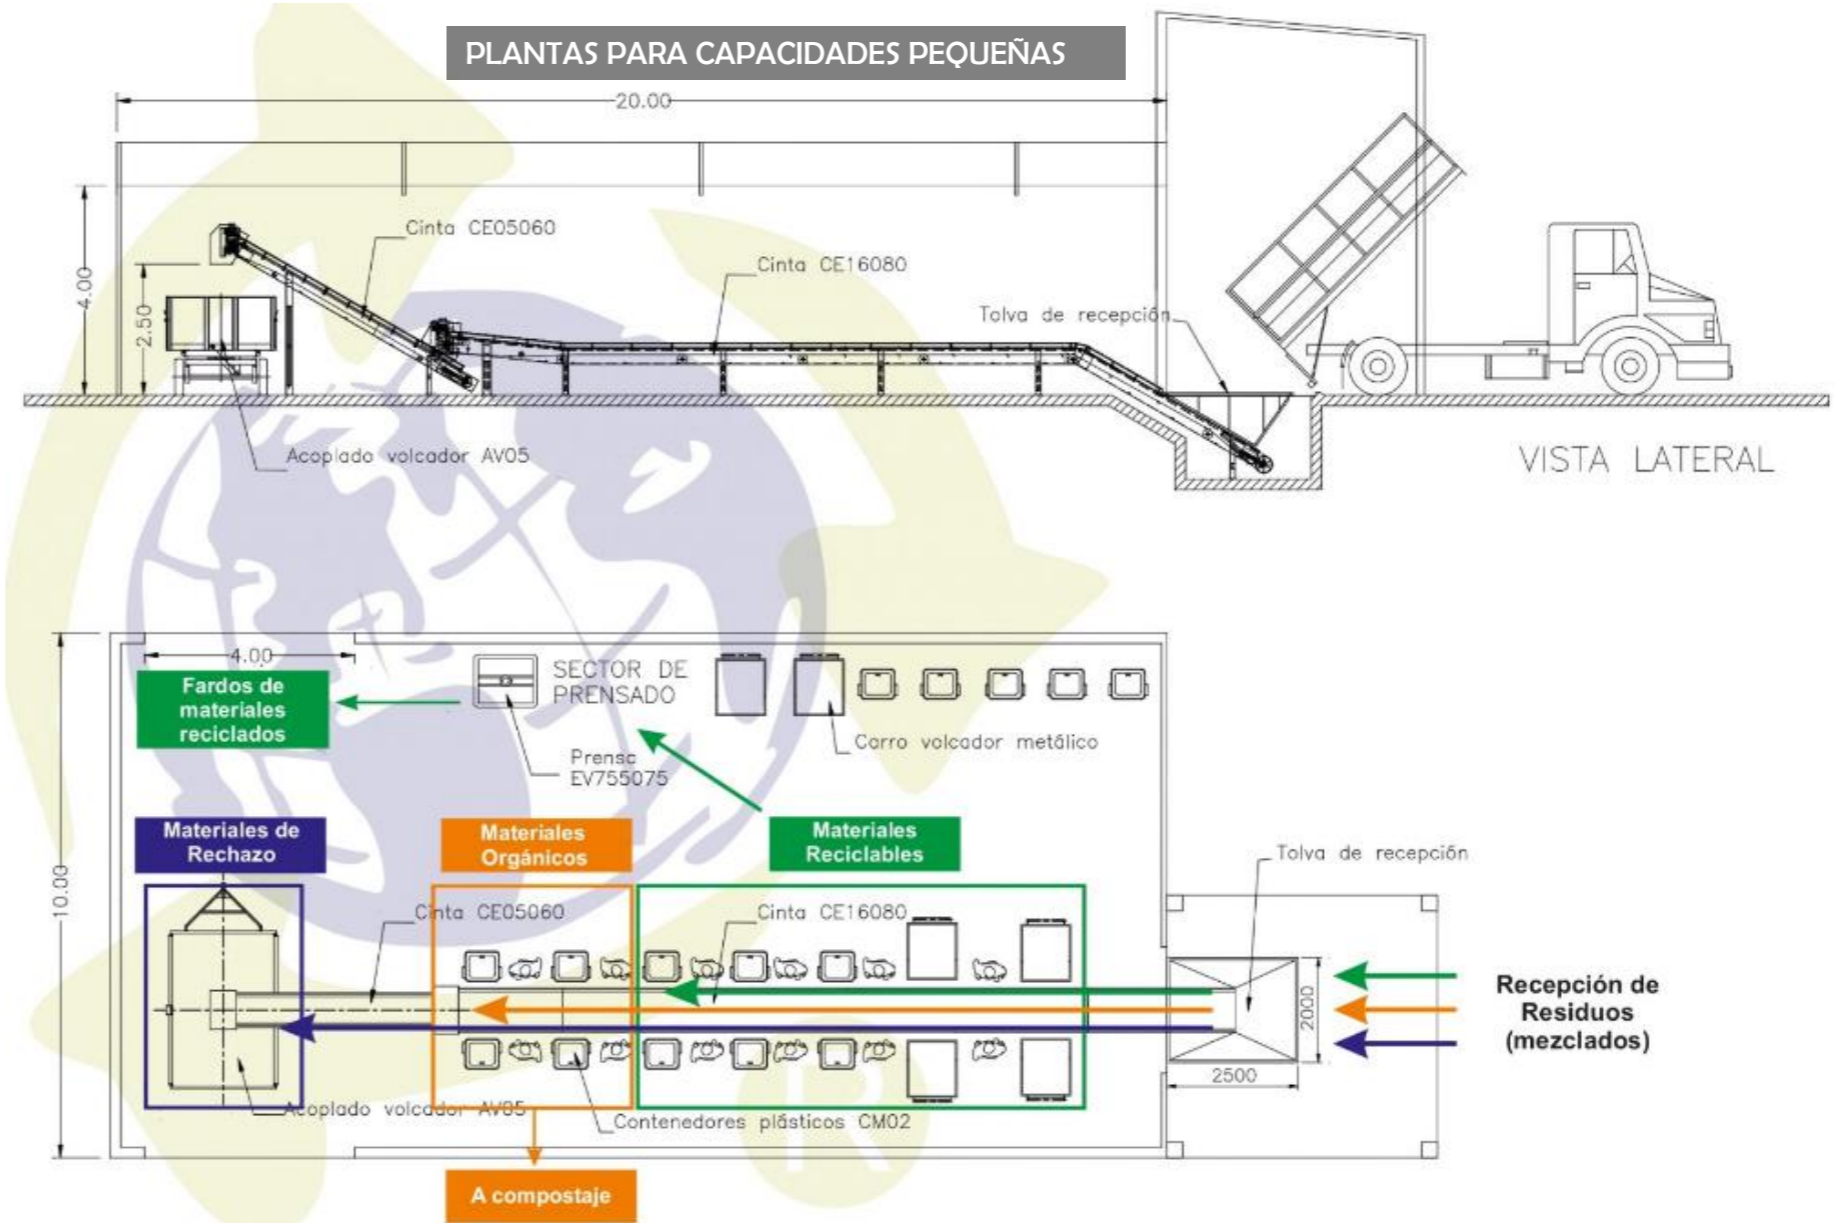 PLANTAS PARA CAPACIDADES PEQUEÑAS
20.00
Cinta CE05060
Cinta CE16080
4.00
2.50
Tolva de recepción
Acoplado volcador AV05
VISTA LATERAL
4.00
SECTOR DE
PRENSADO
Fardos de
materiales
reciclados
Carro volcador metálico
Prensa
EV755075
Materiales de
Rechazo
Materiales
Orgánicos
Materiales
Reciclables
Tolva de recepción
10.00
Cinta CE05060
Cinta CE16080
Recepción de
Residuos
(mezclados)
2000
2500
Acoplado volcador AV05
Contenedores plásticos CM02
A compostaje
R